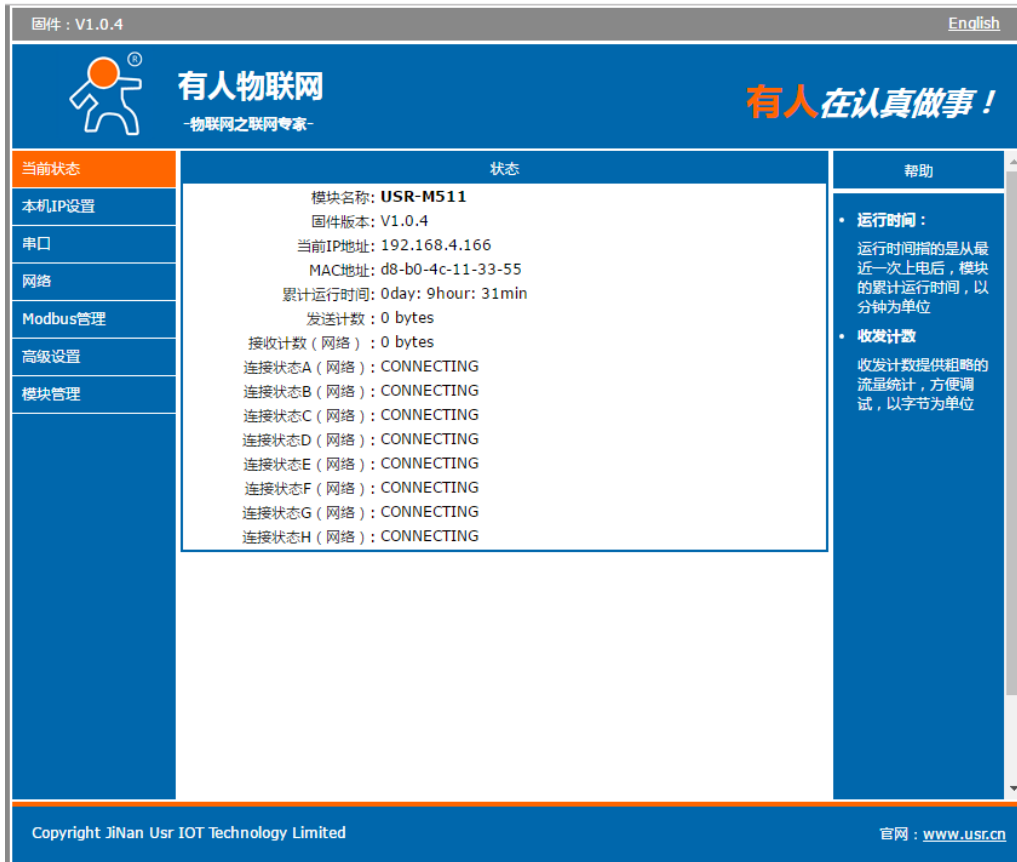 固件：V1.0.4
English
®
有人物联网
-物联网之联网专家-
有人在认真做事！
当前状态
本机IP设置
串口
网络
Modbus管理
高级设置
模块管理
状态
模块名称: USR-M511
固件版本: V1.0.4
当前IP地址: 192.168.4.166
MAC地址: d8-b0-4c-11-33-55
累计运行时间: 0day: 9hour: 31min
发送计数 : 0 bytes
接收计数（网络） : 0 bytes
连接状态A（网络）: CONNECTING
连接状态B（网络）: CONNECTING
连接状态C（网络）: CONNECTING
连接状态D（网络）: CONNECTING
连接状态E（网络）: CONNECTING
连接状态F（网络）: CONNECTING
连接状态G（网络）: CONNECTING
连接状态H（网络）: CONNECTING
帮助
• 运行时间：
运行时间指的是从最
近一次上电后，模块
的累计运行时间，以
分钟为单位
• 收发计数
收发计数提供粗略的
流量统计，方便调
试，以字节为单位
Copyright JiNan Usr IOT Technology Limited
官网：www.usr.cn